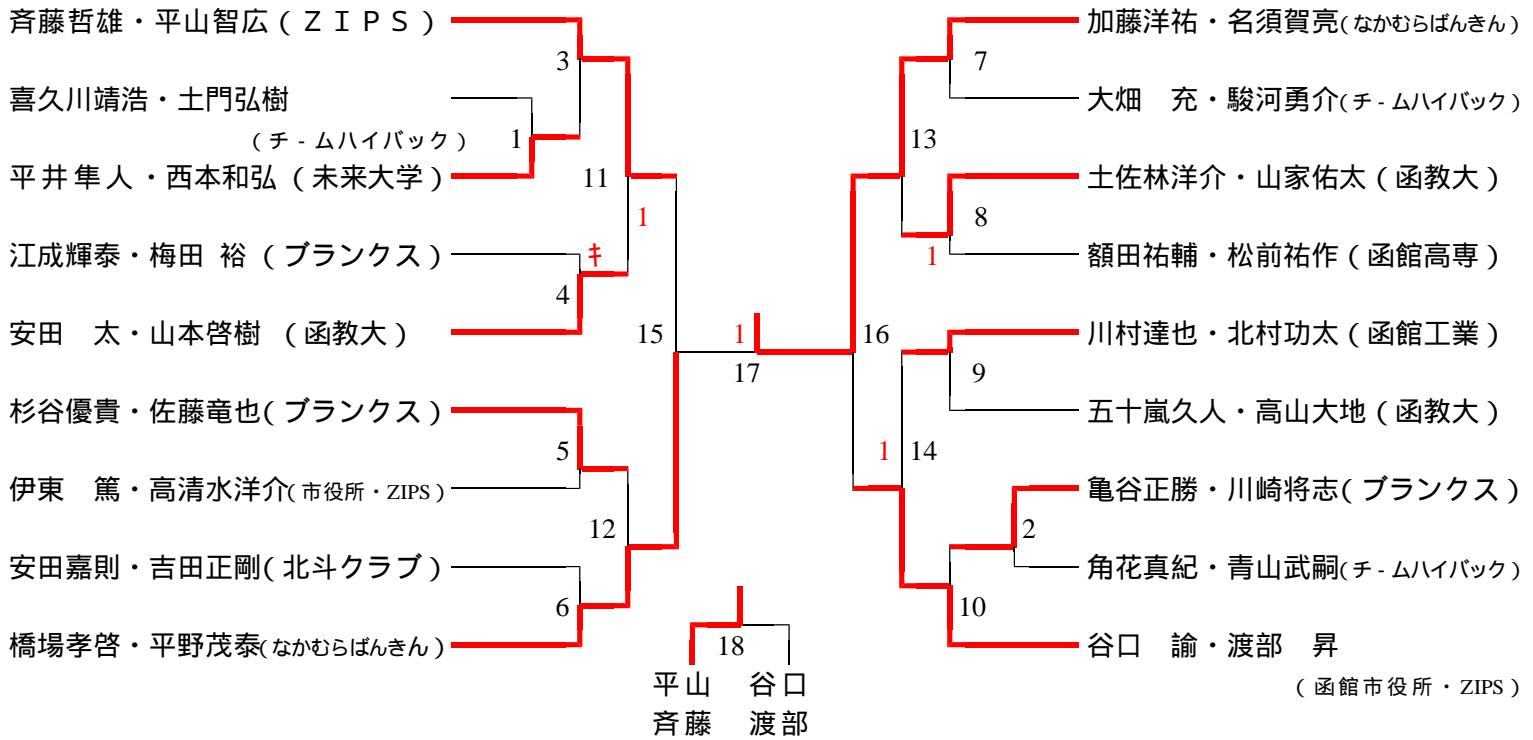 斉藤哲雄・平山智広(ＺＩＰＳ)
3
喜久川靖浩・土門弘樹
(チ-ムハイバック)
1
平井隼人・西本和弘(未来大学)
11
1
江成輝泰・梅田 裕(ブランクス)
キ
4
安田　太・山本啓樹(函教大)
15
杉谷優貴・佐藤竜也(ブランクス)
5
伊東　篤・高清水洋介(市役所・ZIPS)
12
安田嘉則・吉田正剛(北斗クラブ)
6
橋場孝啓・平野茂泰(なかむらばんきん)
1
17
18
平山　谷口
斉藤　渡部
加藤洋祐・名須賀亮(なかむらばんきん)
7
大畑　充・駿河勇介(チ-ムハイバック)
13
土佐林洋介・山家佑太(函教大)
8
1
額田祐輔・松前祐作(函館高専)
16
川村達也・北村功太(函館工業)
9
五十嵐久人・高山大地(函教大)
1
14
亀谷正勝・川崎将志(ブランクス)
2
角花真紀・青山武嗣(チ-ムハイバック)
10
谷口　諭・渡部　昇
(函館市役所・ZIPS)